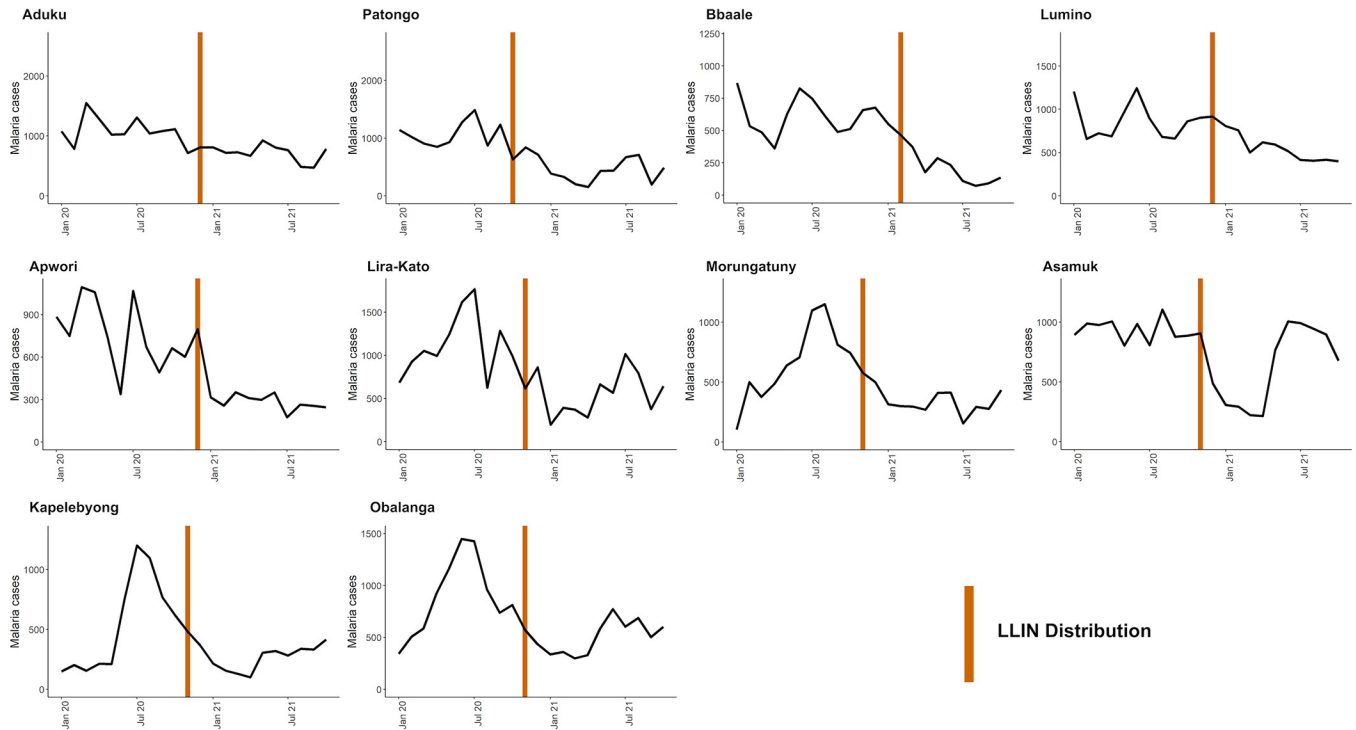 Aduku
Malaria cases
2000
1000
0
Jan 20
Jul 20
Jan 21
Jul 21
Patongo
Malaria cases
2000
1000
0
Jan 20
Jul 20
Jan 21
Jul 21
Bbaale
Malaria cases
1250
1000
750
500
250
0
Jan 20
Jul 20
Jan 21
Jul 21
Lumino
Malaria cases
1500
1000
500
0
Jan 20
Jul 20
Jan 21
Jul 21
Apwori
Malaria cases
900
600
300
0
Jan 20
Jul 20
Jan 21
Jul 21
Lira-Kato
Malaria cases
1500
1000
500
0
Jan 20
Jul 20
Jan 21
Jul 21
Morungatuny
Malaria cases
1000
500
0
Jan 20
Jul 20
Jan 21
Jul 21
Asamuk
Malaria cases
1000
500
0
Jan 20
Jul 20
Jan 21
Jul 21
Kapelebyong
Malaria cases
1000
500
0
Jan 20
Jul 20
Jan 21
Jul 21
Obalanga
Malaria cases
1500
1000
500
0
Jan 20
Jul 20
Jan 21
Jul 21
LLIN Distribution